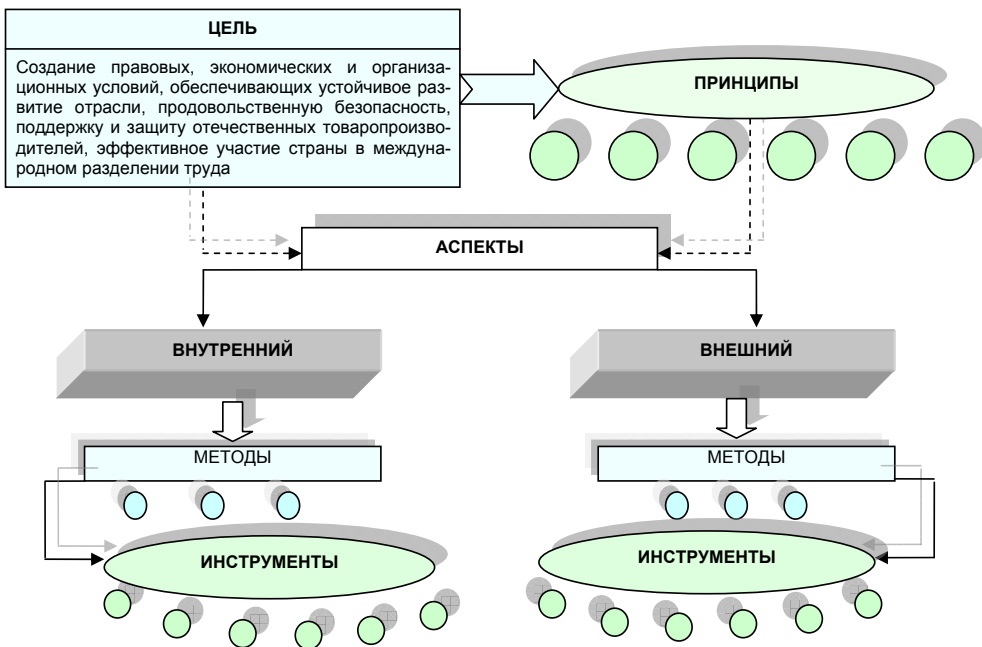 ЦЕЛЬ
Создание правовых, экономических и организа-
ционных условий, обеспечивающих устойчивое раз-
витие отрасли, продовольственную безопасность,
поддержку и защиту отечественных товаропроизво-
дителей, эффективное участие страны в междуна-
родном разделении труда
ПРИНЦИПЫ
АСПЕКТЫ
ВНУТРЕННИЙ
ВНЕШНИЙ
МЕТОДЫ
МЕТОДЫ
ИНСТРУМЕНТЫ
ИНСТРУМЕНТЫ